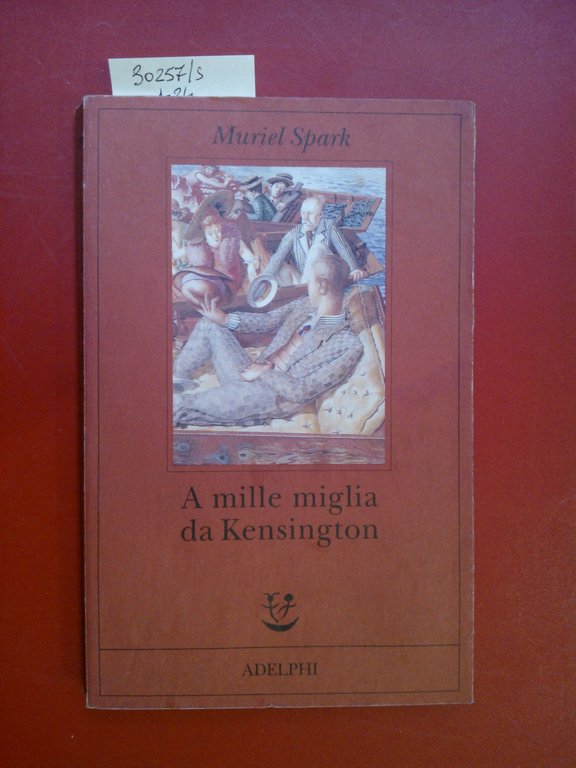 30257/s
Muriel Spark
A mille miglia
da Kensington
ADELPHI